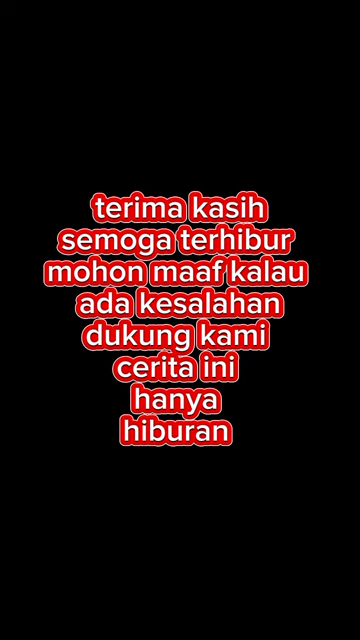 terima kasih
semoga terhibur
mohon maaf kalau
ada kesalahan
dukung kami
cerita ini
hanya
hiburan